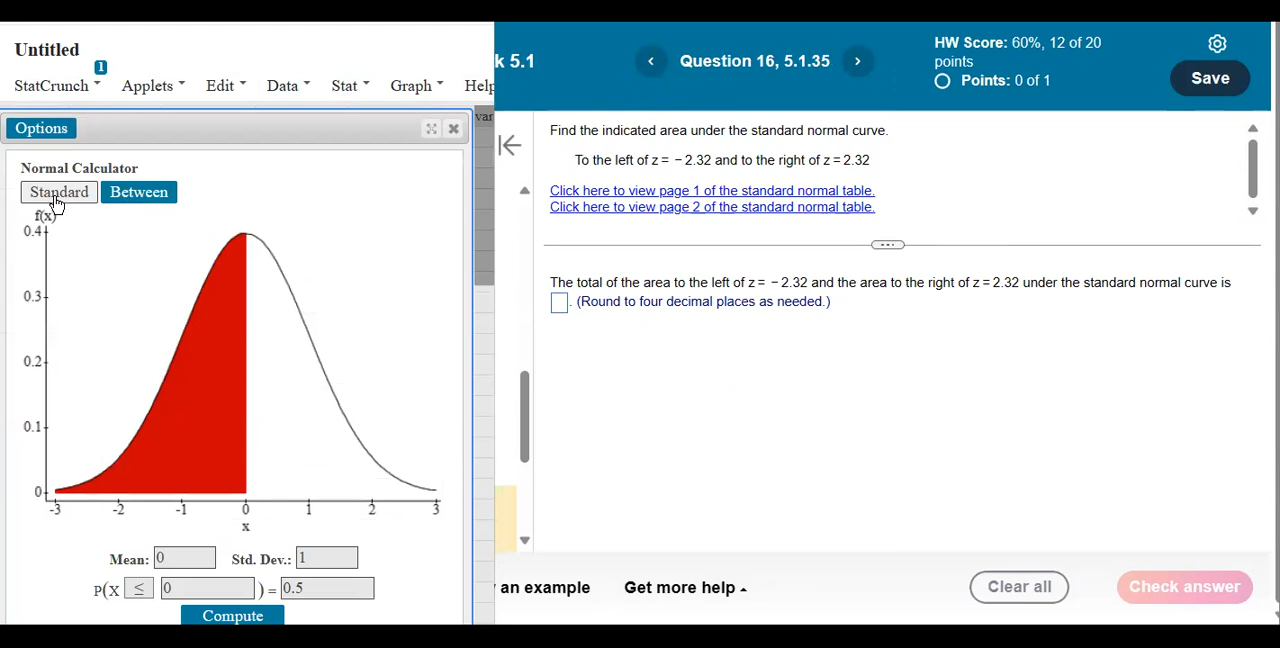 Untitled
1
StatCrunch Applets Edit Data Stat Graph Help
Options
var
Normal Calculator
Standard Between
f(x)
0.4
0.3
0.2
0.1
0
-3 -2 -1 0 1 2 3
x
Mean: 0 Std. Dev.: 1
P(X ≤ 0 ) = 0.5
Compute
k 5.1
‹ Question 16, 5.1.35 ›
HW Score: 60%, 12 of 20
points
Points: 0 of 1
Save
Find the indicated area under the standard normal curve.
To the left of z = − 2.32 and to the right of z = 2.32
Click here to view page 1 of the standard normal table.
Click here to view page 2 of the standard normal table.
The total of the area to the left of z = − 2.32 and the area to the right of z = 2.32 under the standard normal curve is
. (Round to four decimal places as needed.)
an example Get more help
Clear all
Check answer